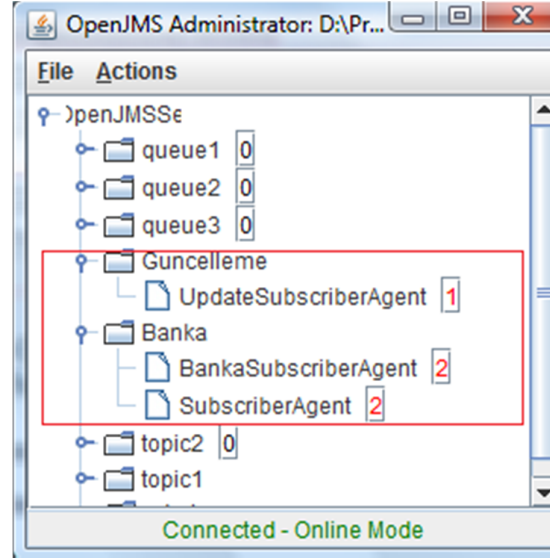 OpenJMS Administrator: D:\Pr...
File Actions
OpenJMSSe
queue1 0
queue2 0
queue3 0
Guncelleme
UpdateSubscriberAgent 1
Banka
BankaSubscriberAgent 2
SubscriberAgent 2
topic2 0
topic1
Connected - Online Mode